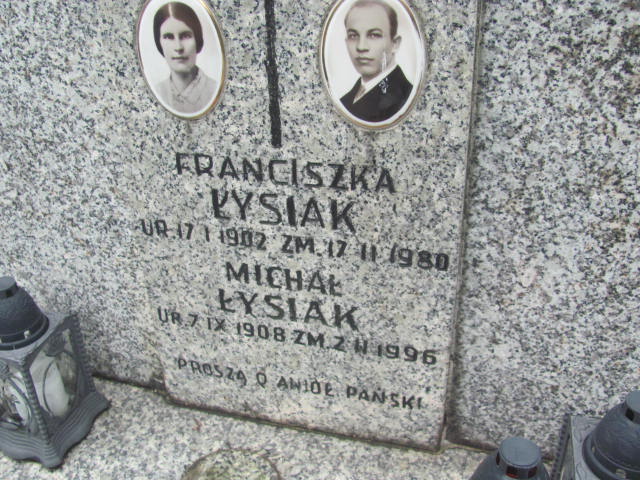 FRANCISZKA
ŁYSIAK
UR. 17 I 1902 ZM. 17 II 1980
MICHAŁ
ŁYSIAK
UR. 7 IX 1908 ZM. 2 II 1996
PROSZĄ O ANIOŁ PAŃSKI